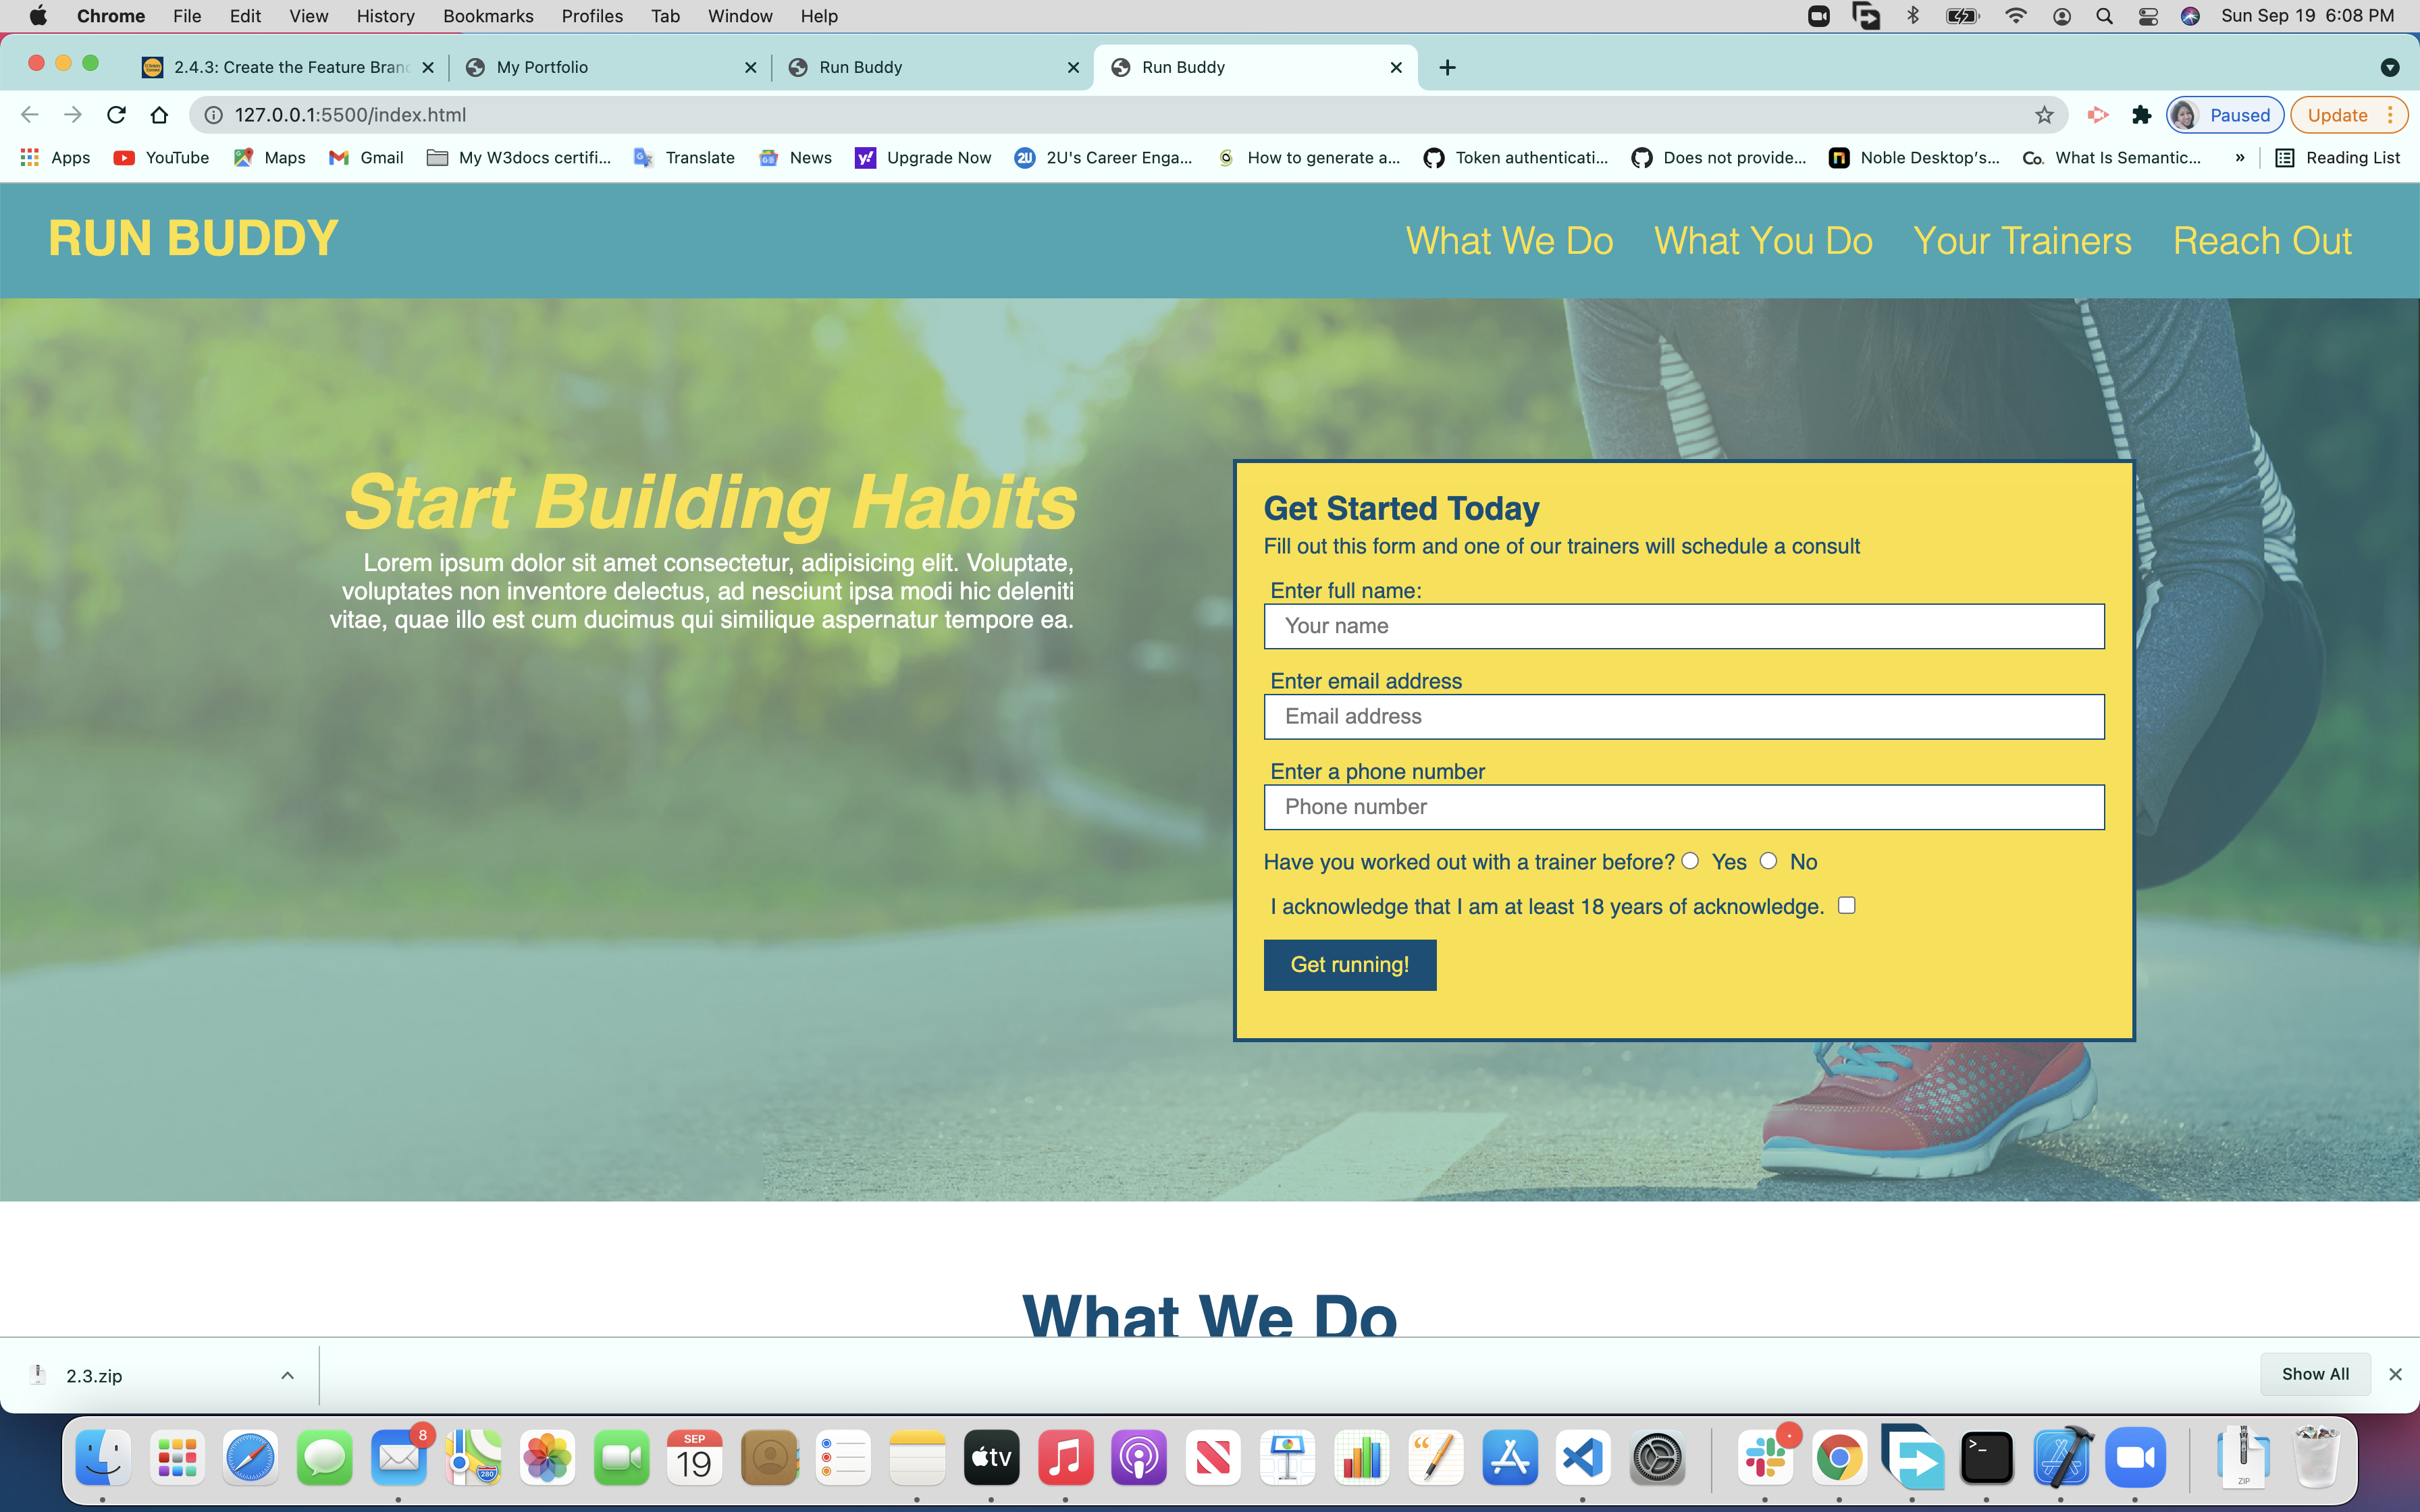 Chrome File Edit View History Bookmarks Profiles Tab Window Help Sun Sep 19 6:08 PM
2.4.3: Create the Feature Branc My Portfolio Run Buddy Run Buddy
127.0.0.1:5500/index.html Paused Update
Apps YouTube Maps Gmail My W3docs certifi... Translate News Upgrade Now 2U's Career Enga... How to generate a... Token authenticati... Does not provide... Noble Desktop's... Co. What Is Semantic... » Reading List
RUN BUDDY What We Do What You Do Your Trainers Reach Out
Start Building Habits
Lorem ipsum dolor sit amet consectetur, adipisicing elit. Voluptate,
voluptates non inventore delectus, ad nesciunt ipsa modi hic deleniti
vitae, quae illo est cum ducimus qui similique aspernatur tempore ea.
Get Started Today
Fill out this form and one of our trainers will schedule a consult
Enter full name:
Your name
Enter email address
Email address
Enter a phone number
Phone number
Have you worked out with a trainer before? Yes No
I acknowledge that I am at least 18 years of acknowledge.
Get running!
What We Do
2.3.zip Show All
8 280 SEP 19 tv ZIP